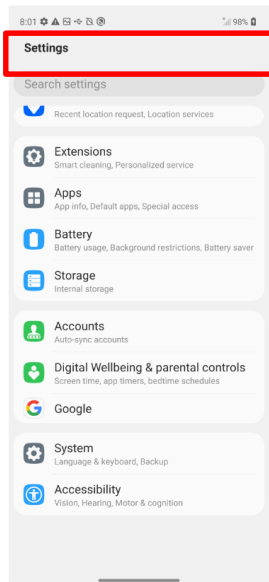 8:01 98%
Settings
Search settings
Recent location request, Location services
Extensions
Smart cleaning, Personalized service
Apps
App info, Default apps, Special access
Battery
Battery usage, Background restrictions, Battery saver
Storage
Internal storage
Accounts
Auto-sync accounts
Digital Wellbeing & parental controls
Screen time, app timers, bedtime schedules
Google
System
Language & keyboard, Backup
Accessibility
Vision, Hearing, Motor & cognition